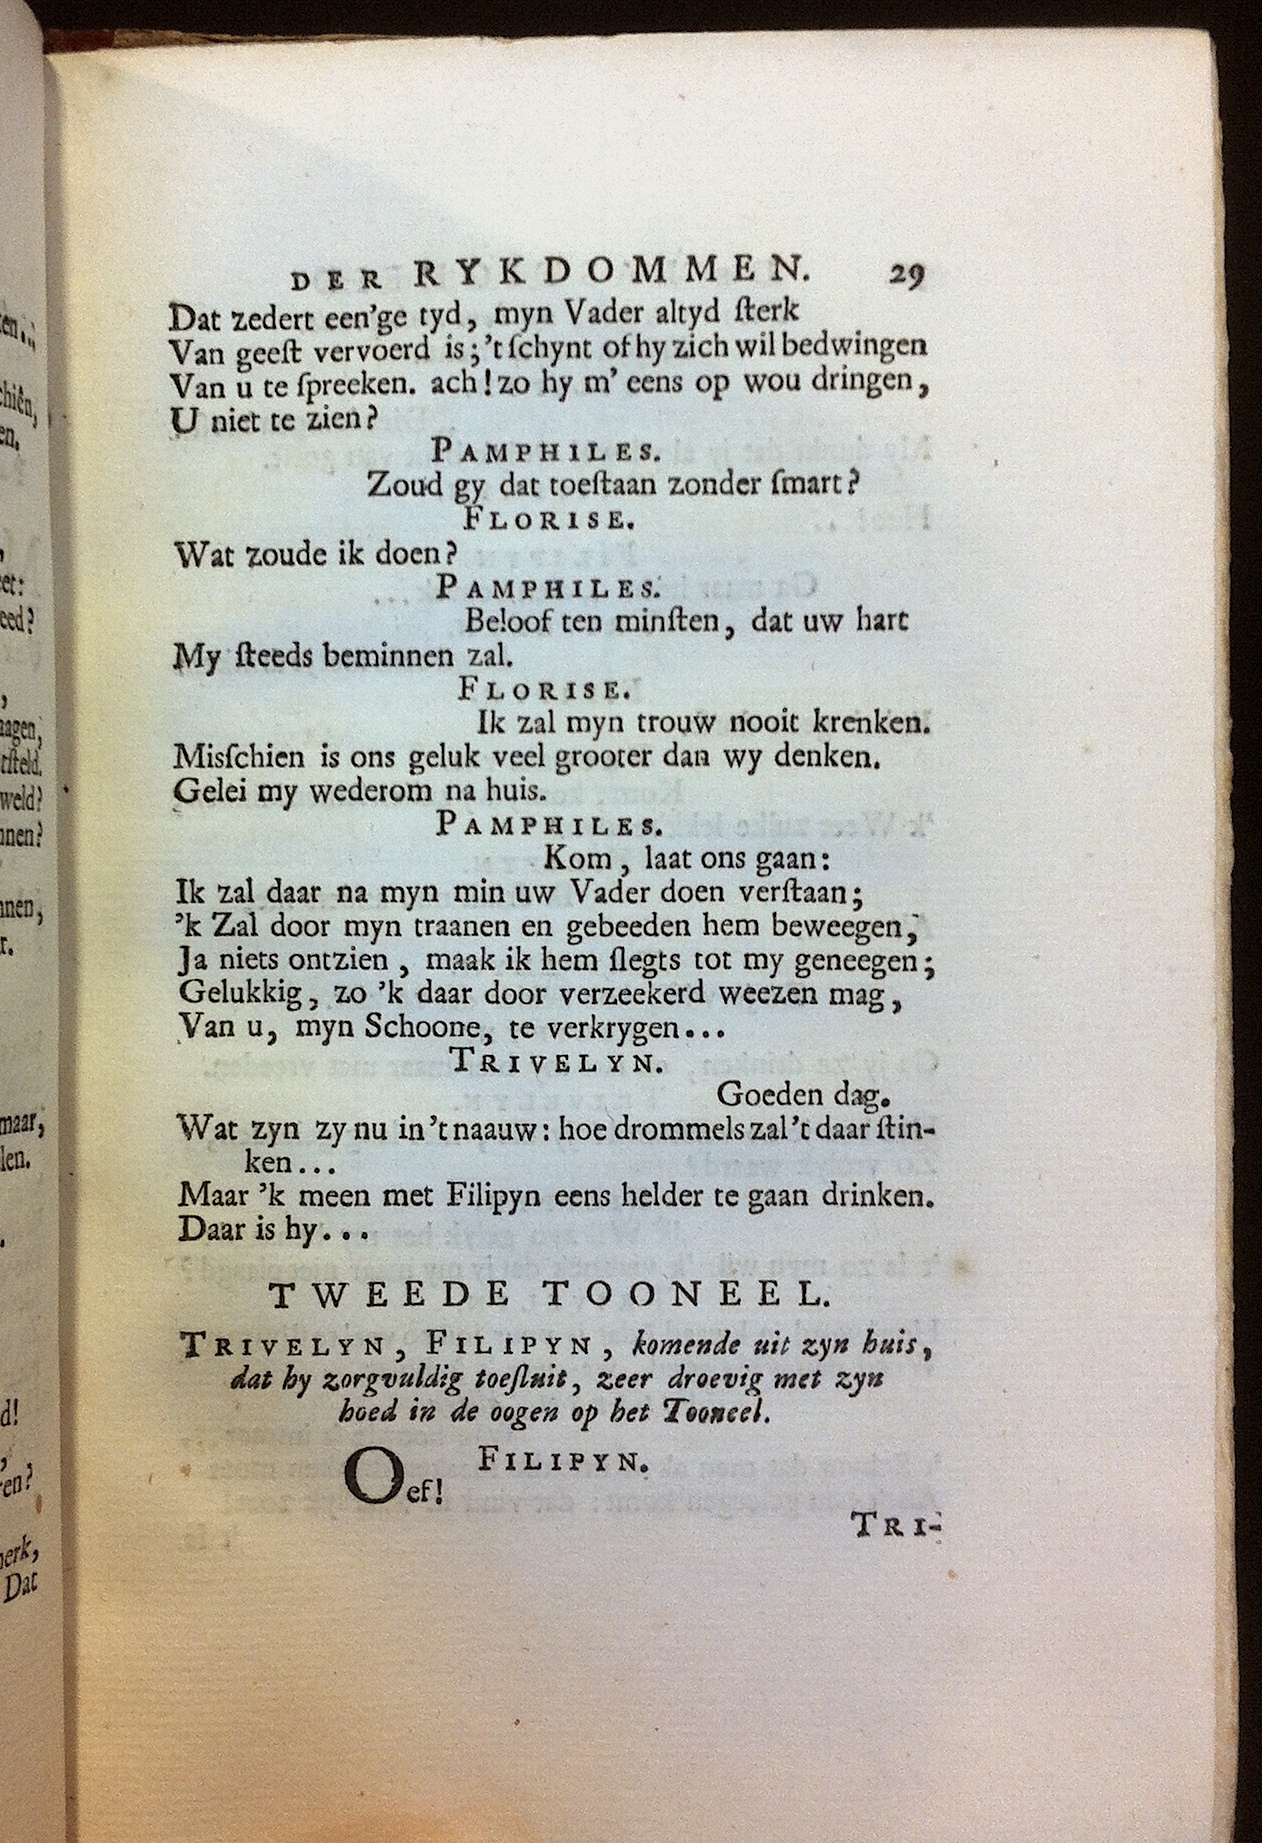 DER RYKDOMMEN. 29
Dat zedert een'ge tyd, myn Vader altyd ſterk
Van geeſt vervoerd is; 't ſchynt of hy zich wil bedwingen
Van u te ſpreeken. ach! zo hy m' eens op wou dringen,
U niet te zien?
PAMPHILES.
Zoud gy dat toeſtaan zonder ſmart?
FLORISE.
Wat zoude ik doen?
PAMPHILES.
Beloof ten minſten, dat uw hart
My ſteeds beminnen zal.
FLORISE.
Ik zal myn trouw nooit krenken.
Misſchien is ons geluk veel grooter dan wy denken.
Gelei my wederom na huis.
PAMPHILES.
Kom, laat ons gaan:
Ik zal daar na myn min uw Vader doen verſtaan;
'k Zal door myn traanen en gebeeden hem beweegen,
Ja niets ontzien, maak ik hem ſlegts tot my geneegen;
Gelukkig, zo 'k daar door verzeekerd weezen mag,
Van u, myn Schoone, te verkrygen...
TRIVELYN.
Goeden dag.
Wat zyn zy nu in 't naauw: hoe drommels zal 't daar ſtin-
ken...
Maar 'k meen met Filipyn eens helder te gaan drinken.
Daar is hy...
TWEEDE TOONEEL.
TRIVELYN, FILIPYN, komende uit zyn huis,
dat hy zorgvuldig toeſluit, zeer droevig met zyn
hoed in de oogen op het Tooneel.
FILIPYN.
Oef!
TRI-